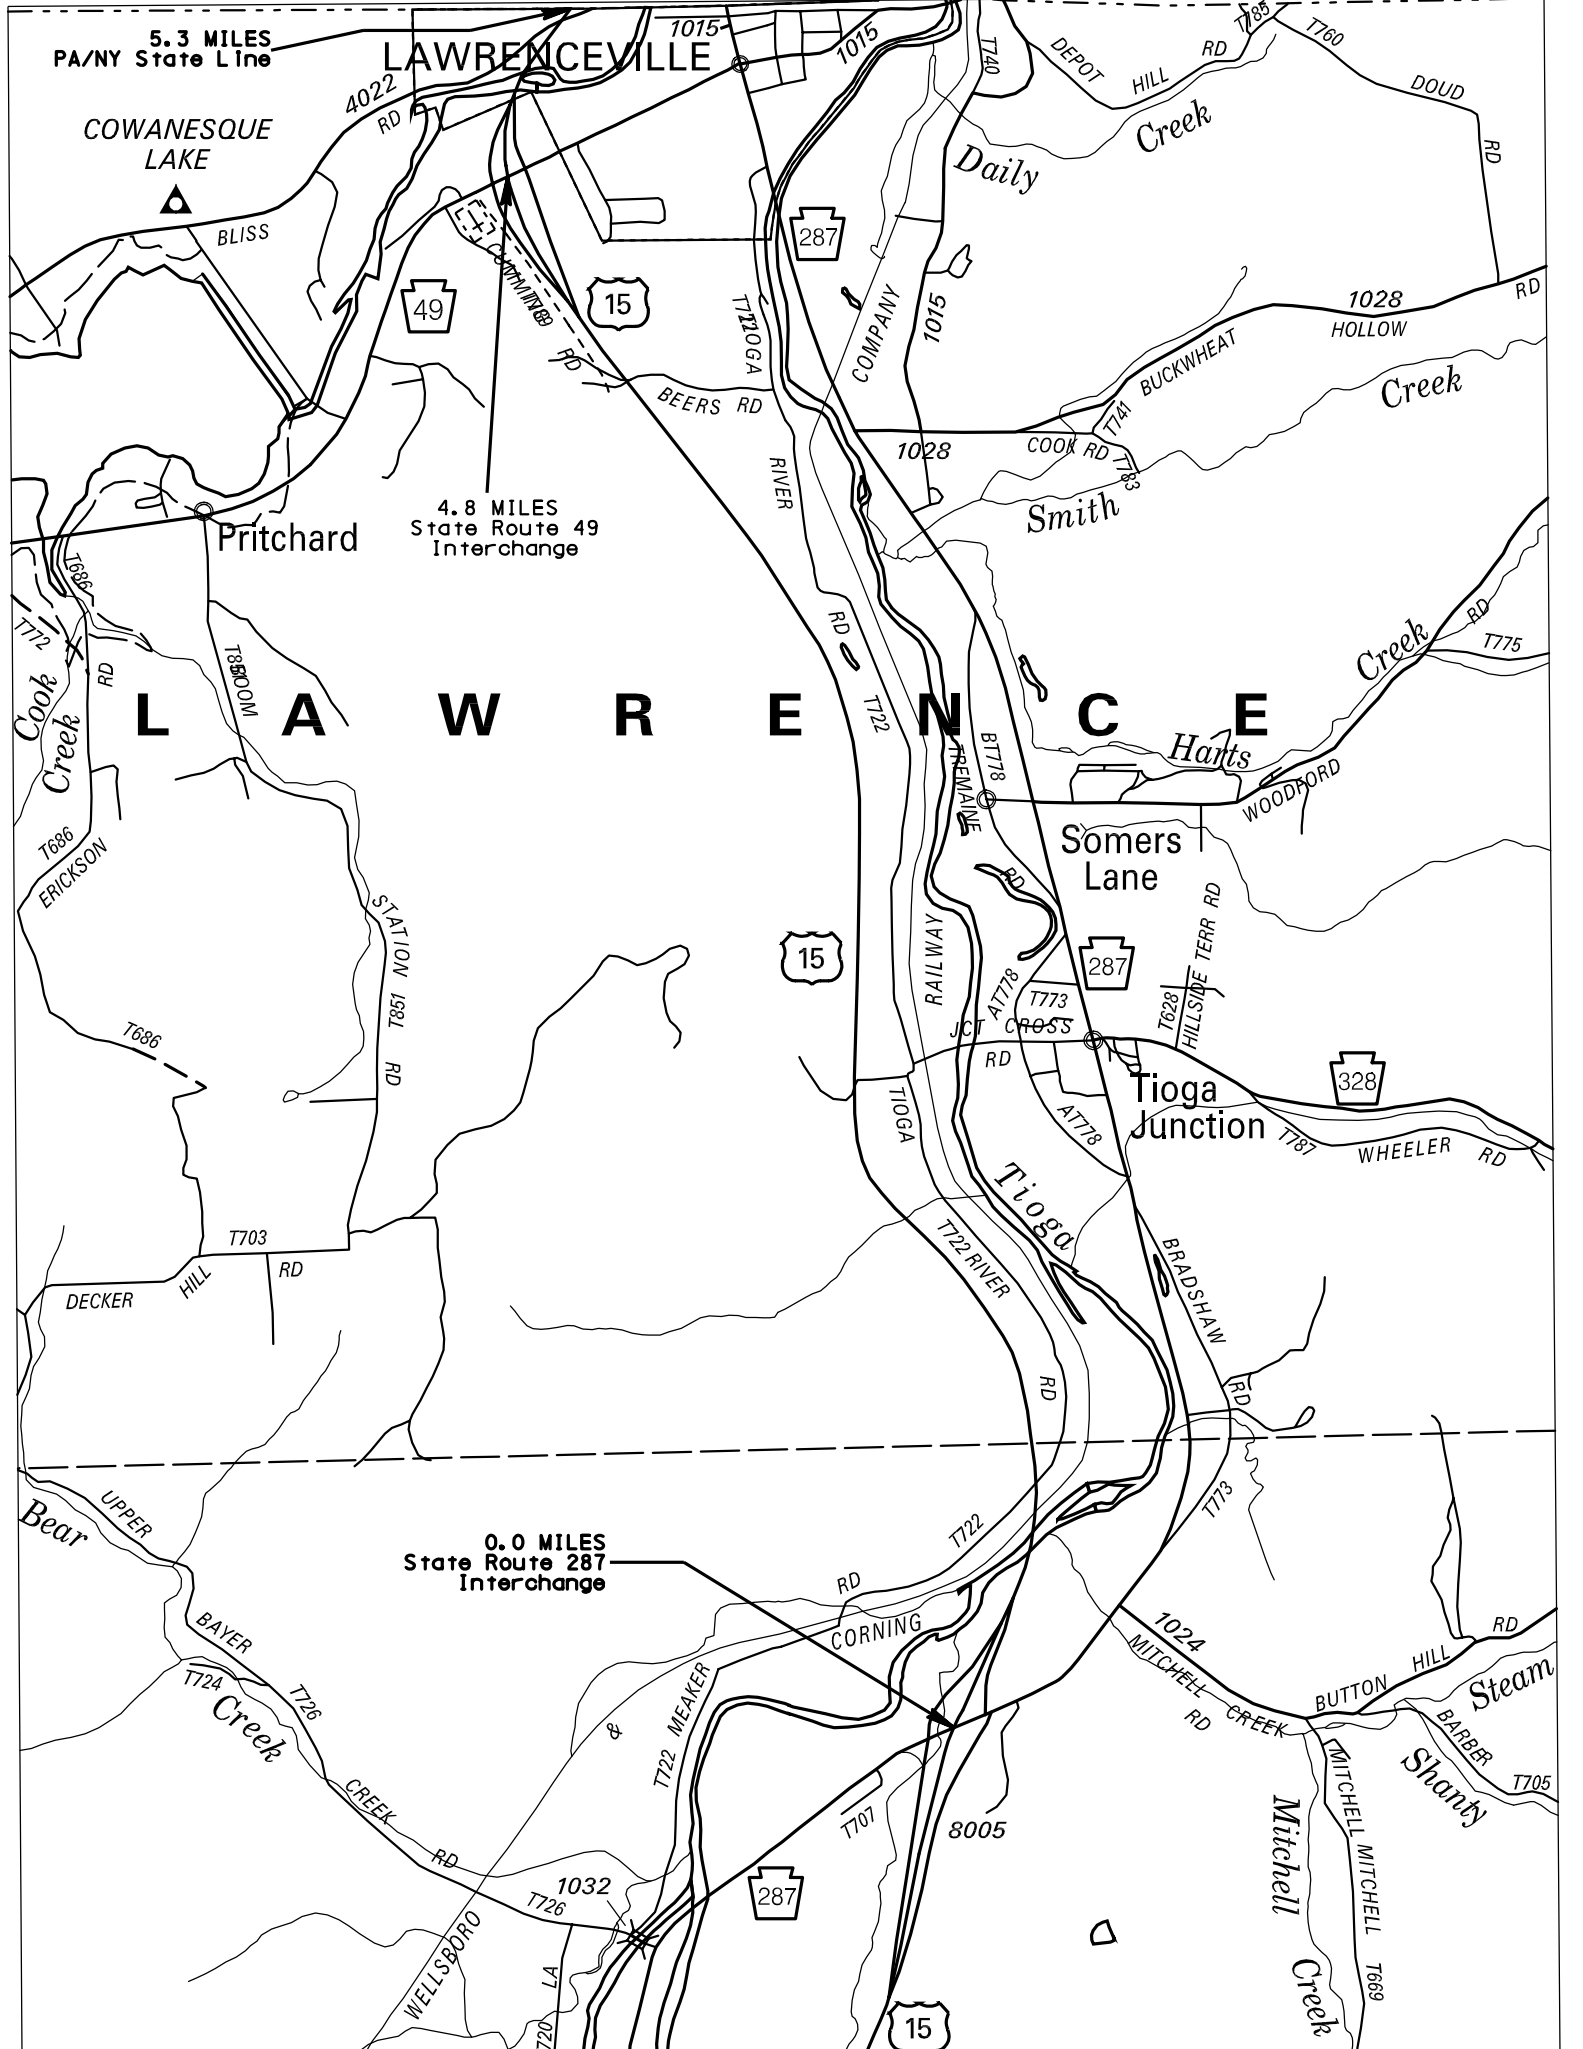 5.3 MILES
PA/NY State Line
LAWRENCEVILLE
1015
1015
T740
T785
T760
DEPOT
HILL
RD
DOUD
RD
4022
RD
COWANESQUE
LAKE
Daily
Creek
BLISS
287
49
15
CUMMINGS
RD
T722
TIOGA
COMPANY
1015
1028
HOLLOW
RD
BUCKWHEAT
Creek
BEERS RD
1028
T741
COOK RD
T783
RIVER
4.8 MILES
State Route 49
Interchange
Smith
Pritchard
T686
T772
RD
Cook
Creek
T851
BOOM
RD
T722
Creek
RD
T775
LAWRENCE
BT778
TREMAINE
Harts
WOODFORD
T686
ERICKSON
Somers
Lane
RD
STATION
T851
RD
15
RAILWAY
287
HILLSIDE TERR RD
T628
AT778
T773
JCT CROSS
RD
T686
328
Tioga
Junction
TIOGA
AT778
T787
WHEELER
RD
Tioga
T703
RD
DECKER
HILL
T722 RIVER
BRADSHAW
RD
RD
Bear
UPPER
T773
T722
0.0 MILES
State Route 287
Interchange
RD
CORNING
BAYER
1024
MITCHELL
RD
CREEK
BUTTON
HILL
RD
Steam
T724
Creek
T726
&
T722
MEAKER
BARBER
Shanty
T705
CREEK
RD
T707
8005
MITCHELL
Mitchell
Creek
MITCHELL
T669
1032
T726
287
WELLSBORO
LA
720
15